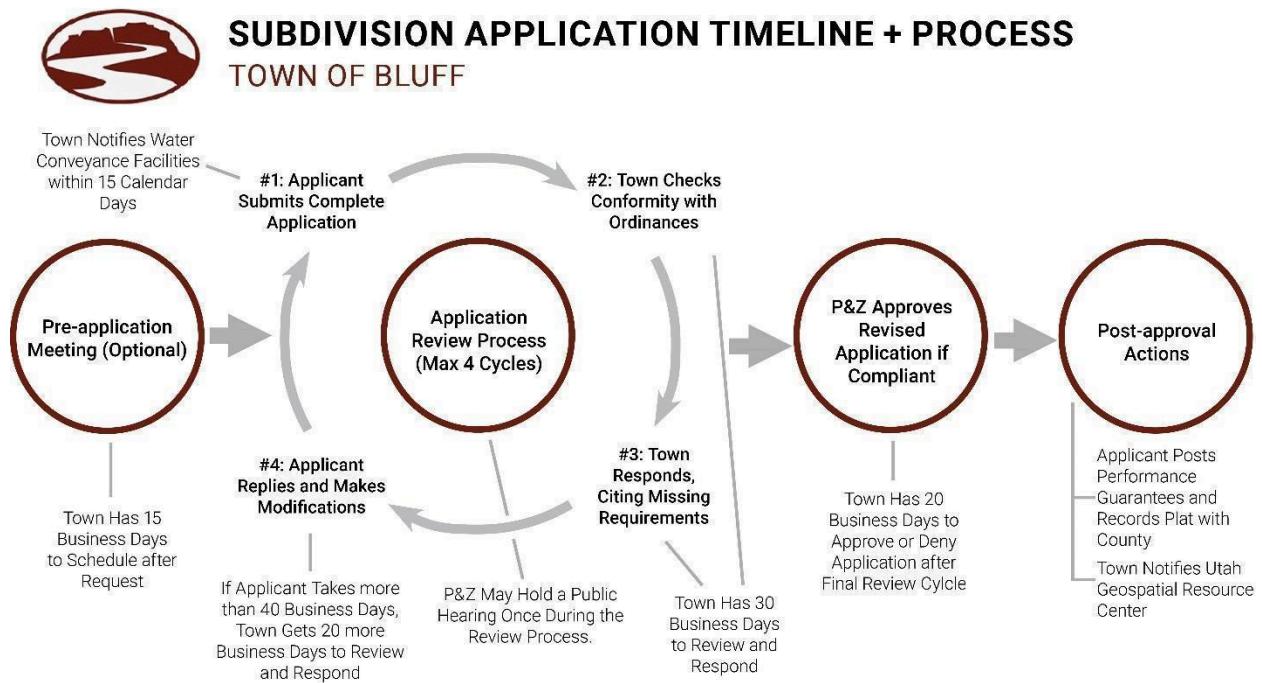 SUBDIVISION APPLICATION TIMELINE + PROCESS
TOWN OF BLUFF
Town Notifies Water
Conveyance Facilities
within 15 Calendar
Days
#1: Applicant
Submits Complete
Application
#2: Town Checks
Conformity with
Ordinances
Pre-application
Meeting (Optional)
Application
Review Process
(Max 4 Cycles)
P&Z Approves
Revised
Application if
Compliant
Post-approval
Actions
#4: Applicant
Replies and Makes
Modifications
#3: Town
Responds,
Citing Missing
Requirements
Town Has 15
Business Days
to Schedule after
Request
If Applicant Takes more
than 40 Business Days,
Town Gets 20 more
Business Days to Review
and Respond
P&Z May Hold a Public
Hearing Once During the
Review Process.
Town Has 30
Business Days
to Review and
Respond
Town Has 20
Business Days to
Approve or Deny
Application after
Final Review Cylcle
Applicant Posts
Performance
Guarantees and
Records Plat with
County
Town Notifies Utah
Geospatial Resource
Center